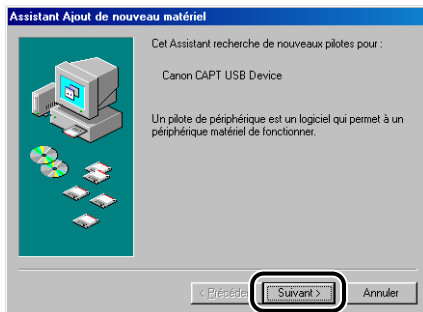 Assistant Ajout de nouveau matériel
Cet Assistant recherche de nouveaux pilotes pour :
Canon CAPT USB Device
Un pilote de périphérique est un logiciel qui permet à un
périphérique matériel de fonctionner.
< Précéde Suivant > Annuler